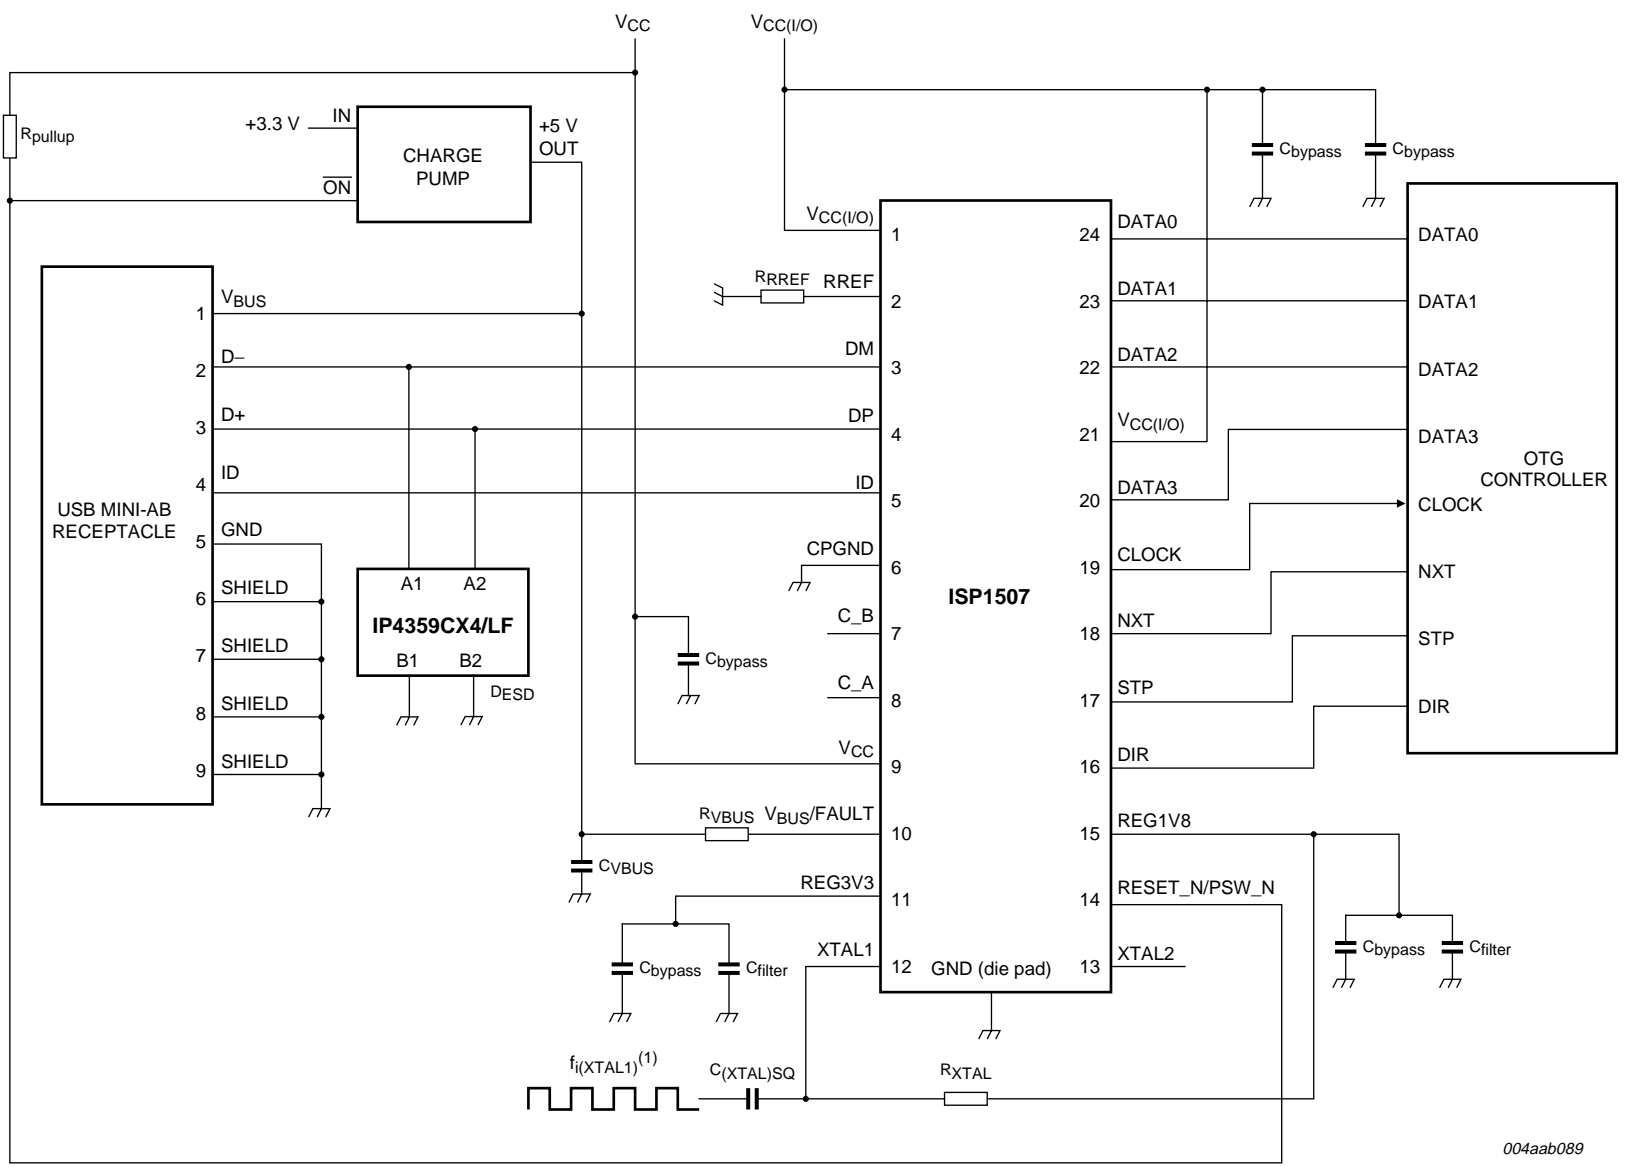 VCC
VCC(I/O)
Rpullup
+3.3 V
IN
ON
CHARGE
PUMP
+5 V
OUT
Cbypass
Cbypass
USB MINI-AB
RECEPTACLE
1 VBUS
2 D−
3 D+
4 ID
5 GND
6 SHIELD
7 SHIELD
8 SHIELD
9 SHIELD
A1 A2
IP4359CX4/LF
B1 B2
DESD
Cbypass
RVBUS
CVBUS
Cbypass
Cfilter
RRREF
VCC(I/O) 1
RREF 2
DM 3
DP 4
ID 5
CPGND 6
C_B 7
C_A 8
VCC 9
VBUS/FAULT 10
REG3V3 11
XTAL1 12
ISP1507
GND (die pad)
24 DATA0
23 DATA1
22 DATA2
21 VCC(I/O)
20 DATA3
19 CLOCK
18 NXT
17 STP
16 DIR
15 REG1V8
14 RESET_N/PSW_N
13 XTAL2
DATA0
DATA1
DATA2
DATA3
OTG
CONTROLLER
CLOCK
NXT
STP
DIR
Cbypass
Cfilter
fi(XTAL1)(1)
C(XTAL)SQ
RXTAL
004aab089